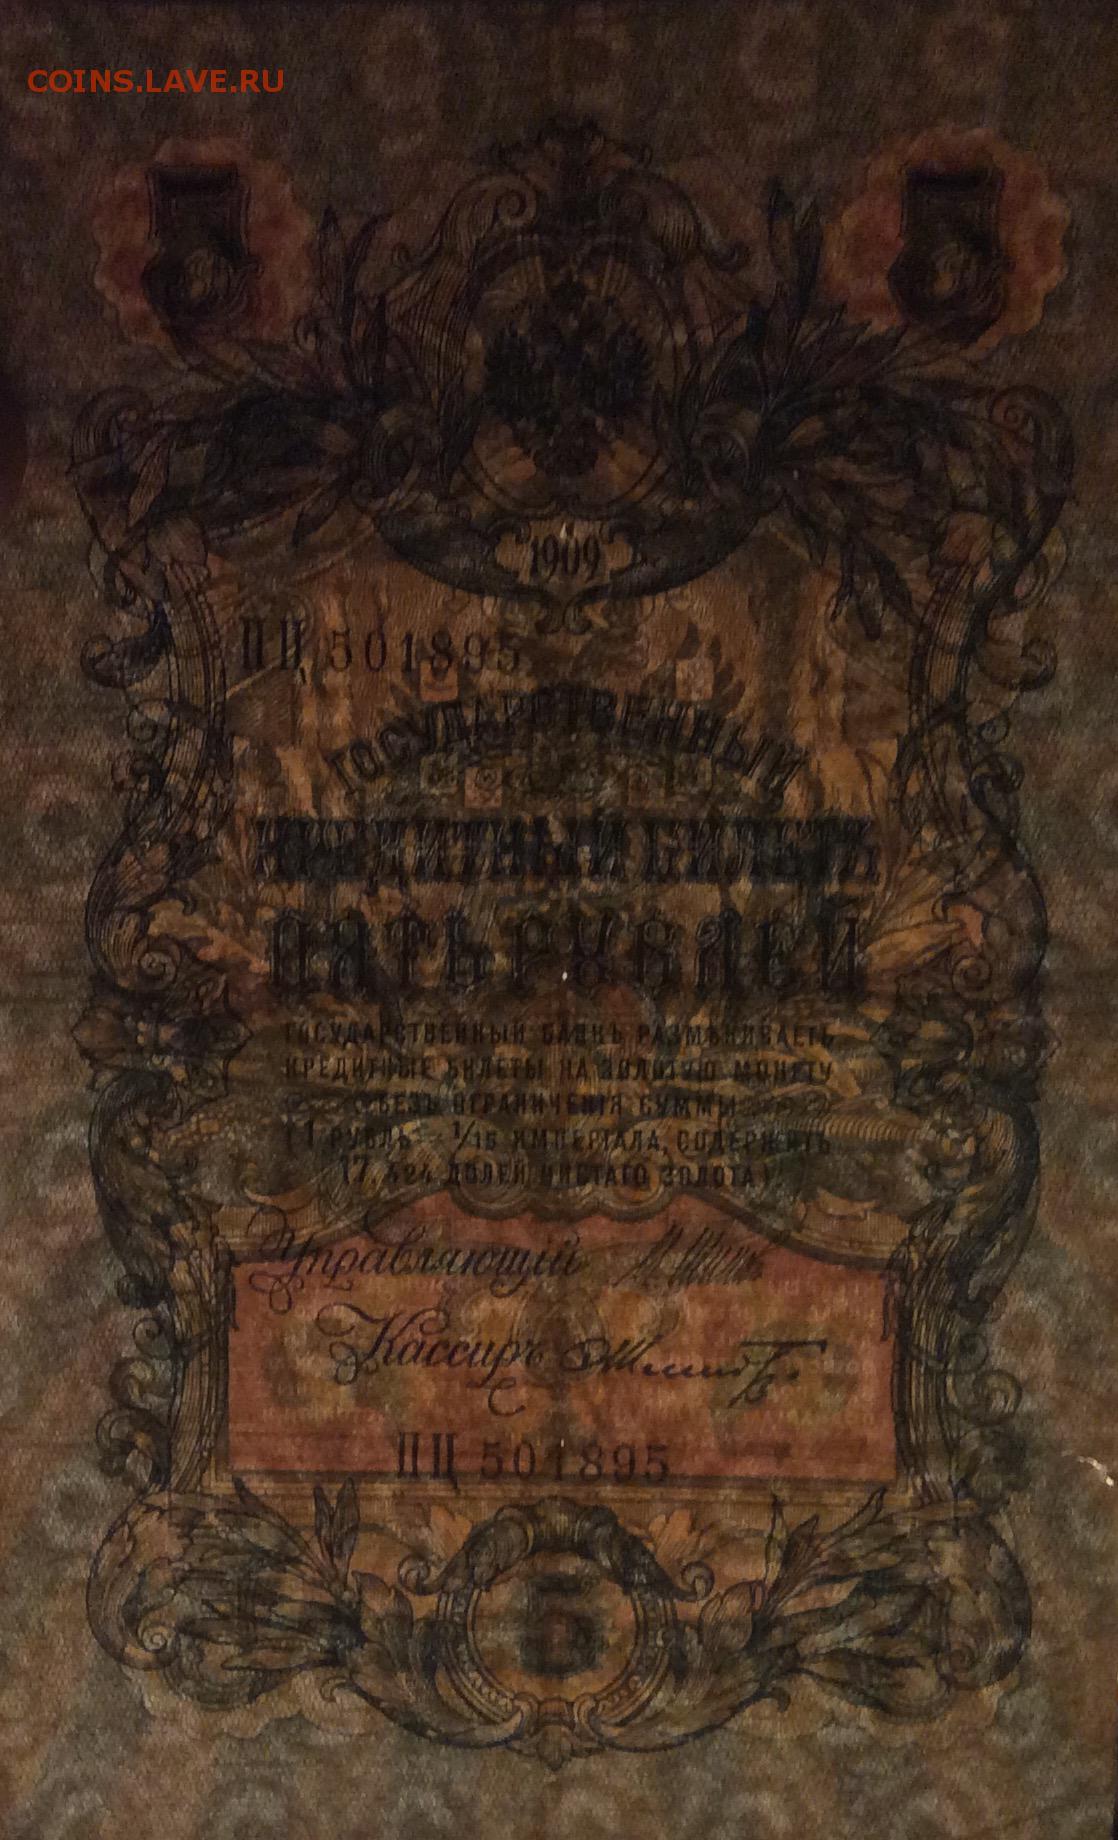 COINS.LAVE.RU
5 5
1909
ПЦ 501895
ГОСУДАРСТВЕННЫЙ
КРЕДИТНЫЙ БИЛЕТЪ
ПЯТЬ РУБЛЕЙ
ГОСУДАРСТВЕННЫЙ БАНКЪ РАЗМѢНИВАЕТЪ
КРЕДИТНЫЕ БИЛЕТЫ НА ЗОЛОТУЮ МОНЕТУ
БЕЗЪ ОГРАНИЧЕНІЯ СУММЫ
(1 РУБЛЬ = 1/15 ИМПЕРІАЛА, СОДЕРЖИТЪ
17,424 ДОЛЕЙ ЧИСТАГО ЗОЛОТА)
Управляющій
Кассиръ
ПЦ 501895
5